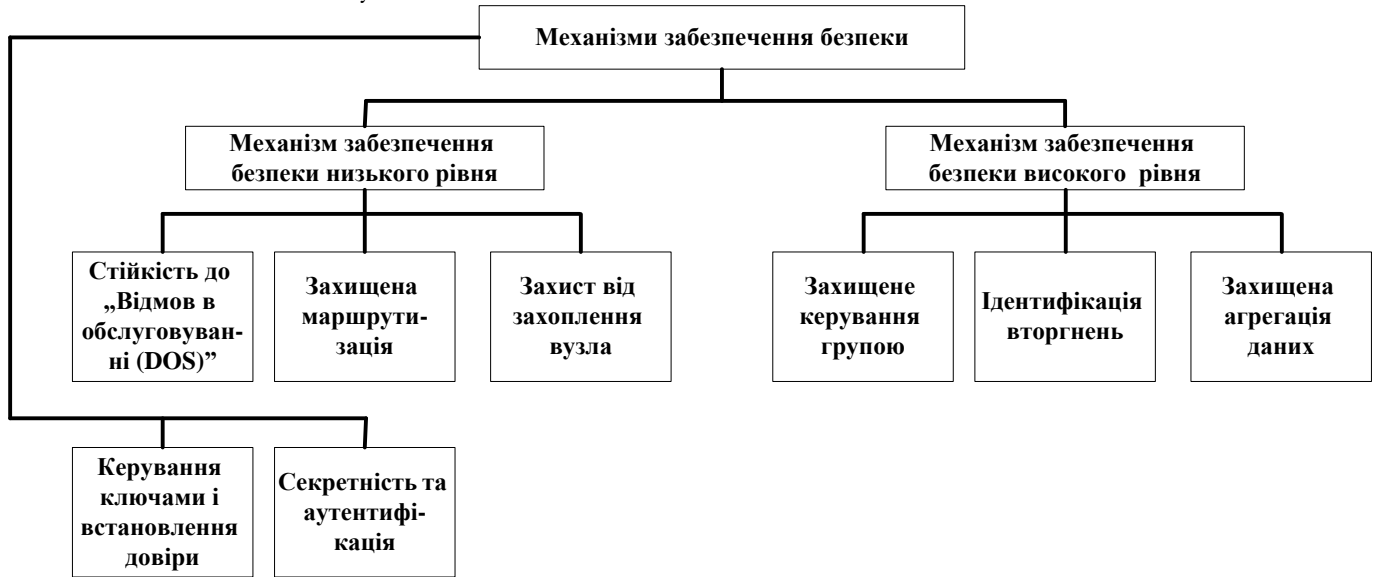 у
Механізми забезпечення безпеки
Механізм забезпечення
безпеки низького рівня
Механізм забезпечення
безпеки високого рівня
Стійкість до
„Відмов в
обслуговуван-
ні (DOS)”
Захищена
маршрути-
зація
Захист від
захоплення
вузла
Захищене
керування
групою
Ідентифікація
вторгнень
Захищена
агрегація
даних
Керування
ключами і
встановлення
довіри
Секретність та
аутентифі-
кація